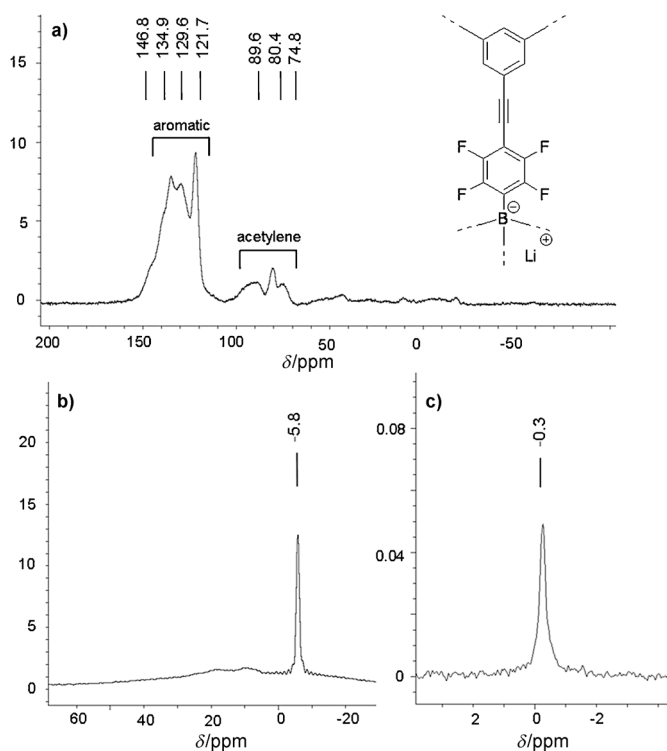 a)
146.8
134.9
129.6
121.7
89.6
80.4
74.8
aromatic
acetylene
15
10
5
0
200 150 100 50 0 -50
δ/ppm
F F
F F
B ⊖
Li ⊕
b)
-5.8
20
15
10
5
0
60 40 20 0 -20
δ/ppm
c)
-0.3
0.08
0.04
0
2 0 -2
δ/ppm